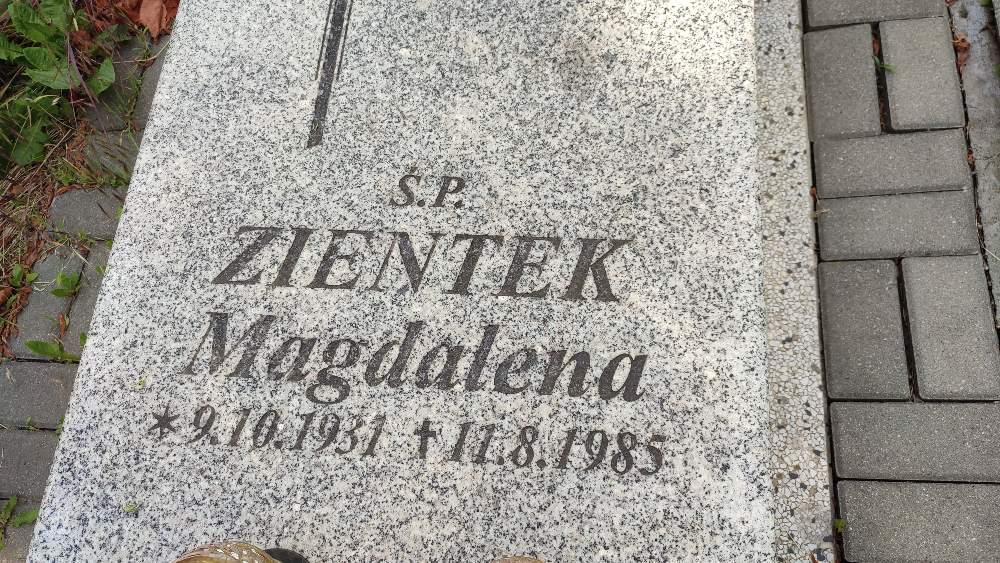 Ś.P.
ZIENTEK
Magdalena
*9.10.1931 †11.8.1985